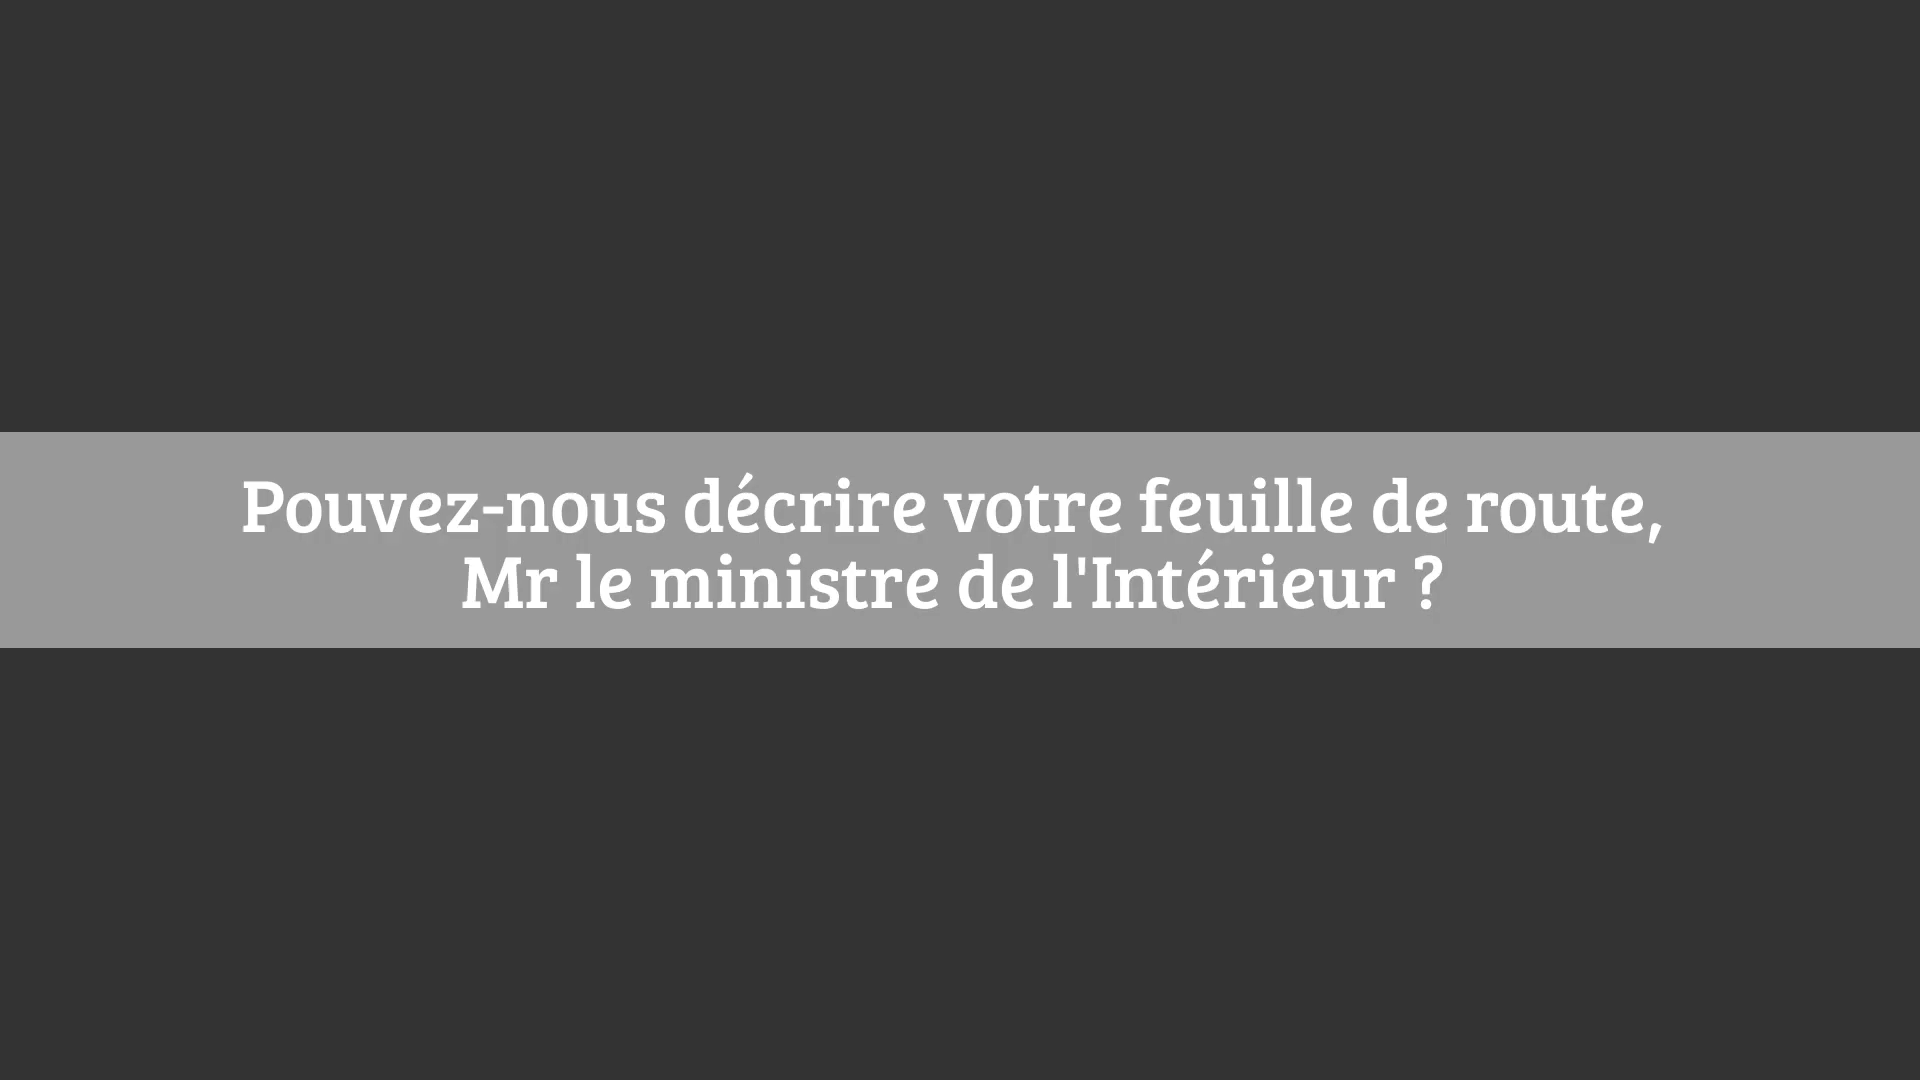 Pouvez-nous décrire votre feuille de route,
Mr le ministre de l'Intérieur ?